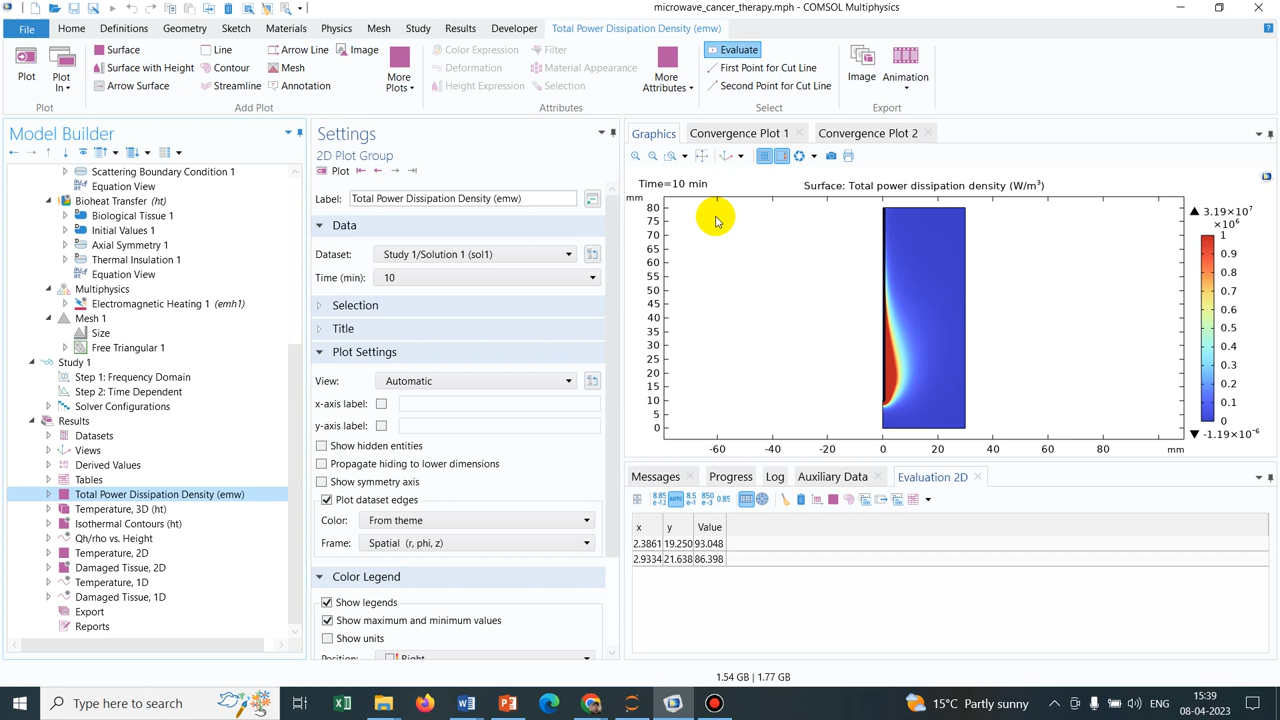 microwave_cancer_therapy.mph - COMSOL Multiphysics
File Home Definitions Geometry Sketch Materials Physics Mesh Study Results Developer Total Power Dissipation Density (emw)
Plot
Plot In
Plot
Surface
Surface with Height
Arrow Surface
Line
Contour
Streamline
Arrow Line
Mesh
Annotation
Image
More Plots
Add Plot
Color Expression
Deformation
Height Expression
Filter
Material Appearance
Selection
More Attributes
Attributes
Evaluate
First Point for Cut Line
Second Point for Cut Line
Select
Image
Animation
Export
Model Builder
Scattering Boundary Condition 1
Equation View
Bioheat Transfer (ht)
Biological Tissue 1
Initial Values 1
Axial Symmetry 1
Thermal Insulation 1
Equation View
Multiphysics
Electromagnetic Heating 1 (emh1)
Mesh 1
Size
Free Triangular 1
Study 1
Step 1: Frequency Domain
Step 2: Time Dependent
Solver Configurations
Results
Datasets
Views
Derived Values
Tables
Total Power Dissipation Density (emw)
Temperature, 3D (ht)
Isothermal Contours (ht)
Qh/rho vs. Height
Temperature, 2D
Damaged Tissue, 2D
Temperature, 1D
Damaged Tissue, 1D
Export
Reports
Settings
2D Plot Group
Plot
Label: Total Power Dissipation Density (emw)
Data
Dataset: Study 1/Solution 1 (sol1)
Time (min): 10
Selection
Title
Plot Settings
View: Automatic
x-axis label:
y-axis label:
Show hidden entities
Propagate hiding to lower dimensions
Show symmetry axis
Plot dataset edges
Color: From theme
Frame: Spatial (r, phi, z)
Color Legend
Show legends
Show maximum and minimum values
Show units
Position: Right
Graphics Convergence Plot 1 Convergence Plot 2
Time=10 min Surface: Total power dissipation density (W/m³)
mm
80
75
70
65
60
55
50
45
40
35
30
25
20
15
10
5
0
-60 -40 -20 0 20 40 60 80 mm
3.19×10⁷
×10⁶
1
0.9
0.8
0.7
0.6
0.5
0.4
0.3
0.2
0.1
0
-1.19×10⁻⁶
Messages Progress Log Auxiliary Data Evaluation 2D
8.85 e-12 AUTO 8.5 e-1 850 e-3 0.85
x y Value
2.3861 19.250 93.048
2.9334 21.638 86.398
1.54 GB | 1.77 GB
Type here to search
15°C Partly sunny
ENG
15:39
08-04-2023